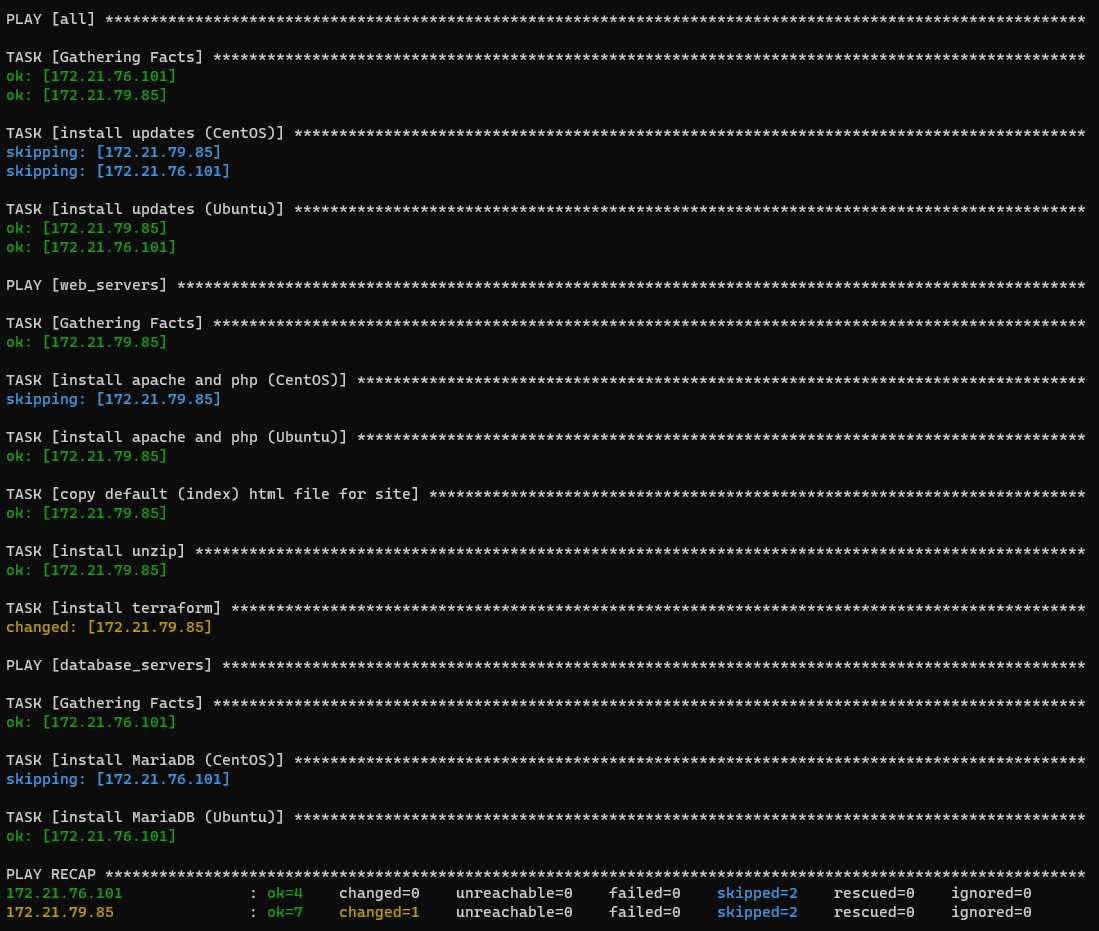 PLAY [all] *************************************************************************************************************

TASK [Gathering Facts] *************************************************************************************************
ok: [172.21.76.101]
ok: [172.21.79.85]

TASK [install updates (CentOS)] ****************************************************************************************
skipping: [172.21.79.85]
skipping: [172.21.76.101]

TASK [install updates (Ubuntu)] ****************************************************************************************
ok: [172.21.79.85]
ok: [172.21.76.101]

PLAY [web_servers] *****************************************************************************************************

TASK [Gathering Facts] *************************************************************************************************
ok: [172.21.79.85]

TASK [install apache and php (CentOS)] *********************************************************************************
skipping: [172.21.79.85]

TASK [install apache and php (Ubuntu)] *********************************************************************************
ok: [172.21.79.85]

TASK [copy default (index) html file for site] *************************************************************************
ok: [172.21.79.85]

TASK [install unzip] ***************************************************************************************************
ok: [172.21.79.85]

TASK [install terraform] ***********************************************************************************************
changed: [172.21.79.85]

PLAY [database_servers] ************************************************************************************************

TASK [Gathering Facts] *************************************************************************************************
ok: [172.21.76.101]

TASK [install MariaDB (CentOS)] ****************************************************************************************
skipping: [172.21.76.101]

TASK [install MariaDB (Ubuntu)] ****************************************************************************************
ok: [172.21.76.101]

PLAY RECAP *************************************************************************************************************
172.21.76.101              : ok=4    changed=0    unreachable=0    failed=0    skipped=2    rescued=0    ignored=0
172.21.79.85               : ok=7    changed=1    unreachable=0    failed=0    skipped=2    rescued=0    ignored=0